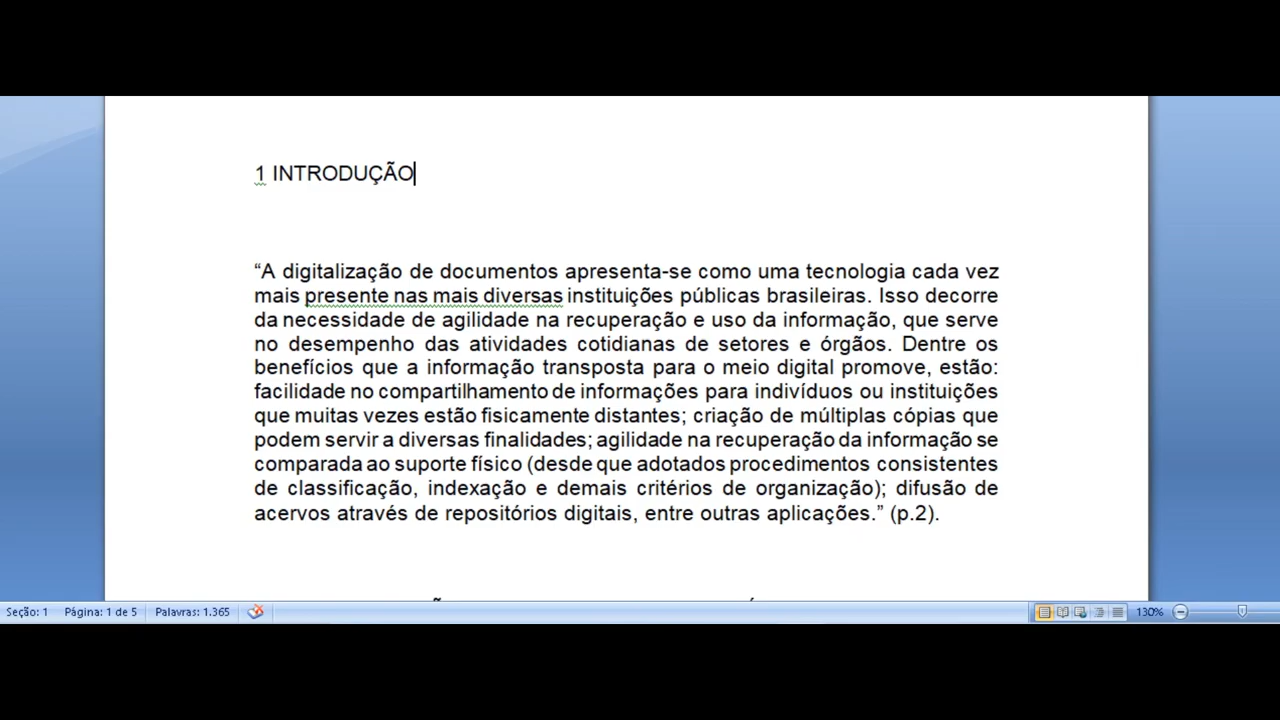 1 INTRODUÇÃO
“A digitalização de documentos apresenta-se como uma tecnologia cada vez
mais presente nas mais diversas instituições públicas brasileiras. Isso decorre
da necessidade de agilidade na recuperação e uso da informação, que serve
no desempenho das atividades cotidianas de setores e órgãos. Dentre os
benefícios que a informação transposta para o meio digital promove, estão:
facilidade no compartilhamento de informações para indivíduos ou instituições
que muitas vezes estão fisicamente distantes; criação de múltiplas cópias que
podem servir a diversas finalidades; agilidade na recuperação da informação se
comparada ao suporte físico (desde que adotados procedimentos consistentes
de classificação, indexação e demais critérios de organização); difusão de
acervos através de repositórios digitais, entre outras aplicações.” (p.2).
Seção: 1 Página: 1 de 5 Palavras: 1.365 130%